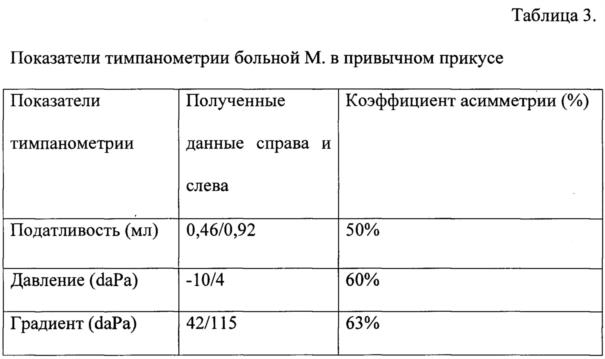 Таблица 3.
Показатели тимпанометрии больной М. в привычном прикусе
Показатели тимпанометрии
Полученные данные справа и слева
Коэффициент асимметрии (%)
Податливость (мл)
0,46/0,92
50%
Давление (daPa)
-10/4
60%
Градиент (daPa)
42/115
63%